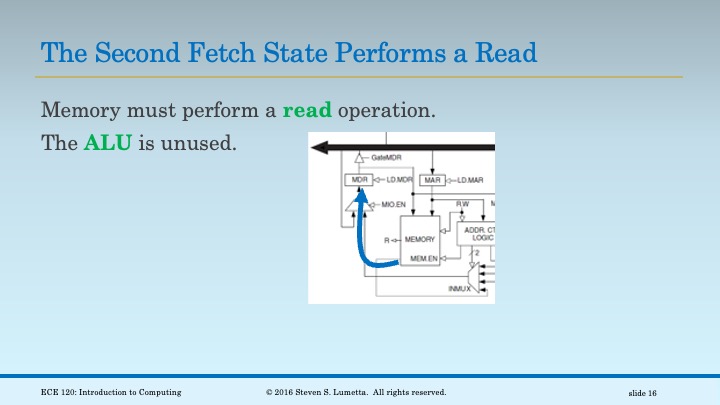 The Second Fetch State Performs a Read
Memory must perform a read operation.
The ALU is unused.
GateMDR
MDR
LD.MDR
MAR
LD.MAR
MIO.EN
R.W
ADDR. CT
LOGIC
R
MEMORY
2
MEM.EN
INMUX
ECE 120: Introduction to Computing
© 2016 Steven S. Lumetta. All rights reserved.
slide 16